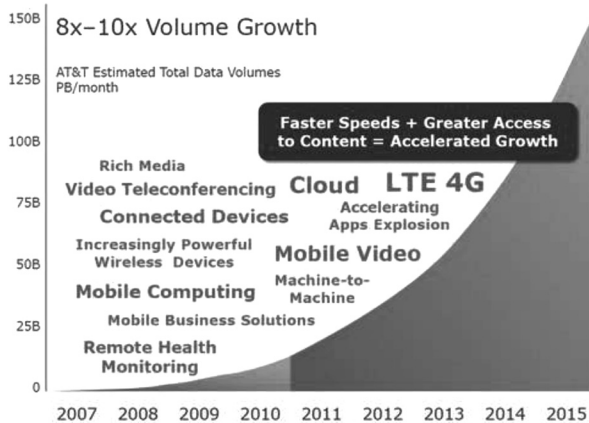 8x–10x Volume Growth
AT&T Estimated Total Data Volumes
PB/month
150B
125B
100B
75B
50B
25B
0
Faster Speeds + Greater Access
to Content = Accelerated Growth
Rich Media
Video Teleconferencing
Cloud
LTE 4G
Connected Devices
Accelerating
Apps Explosion
Increasingly Powerful
Wireless Devices
Mobile Video
Mobile Computing
Machine-to-
Machine
Mobile Business Solutions
Remote Health
Monitoring
2007 2008 2009 2010 2011 2012 2013 2014 2015